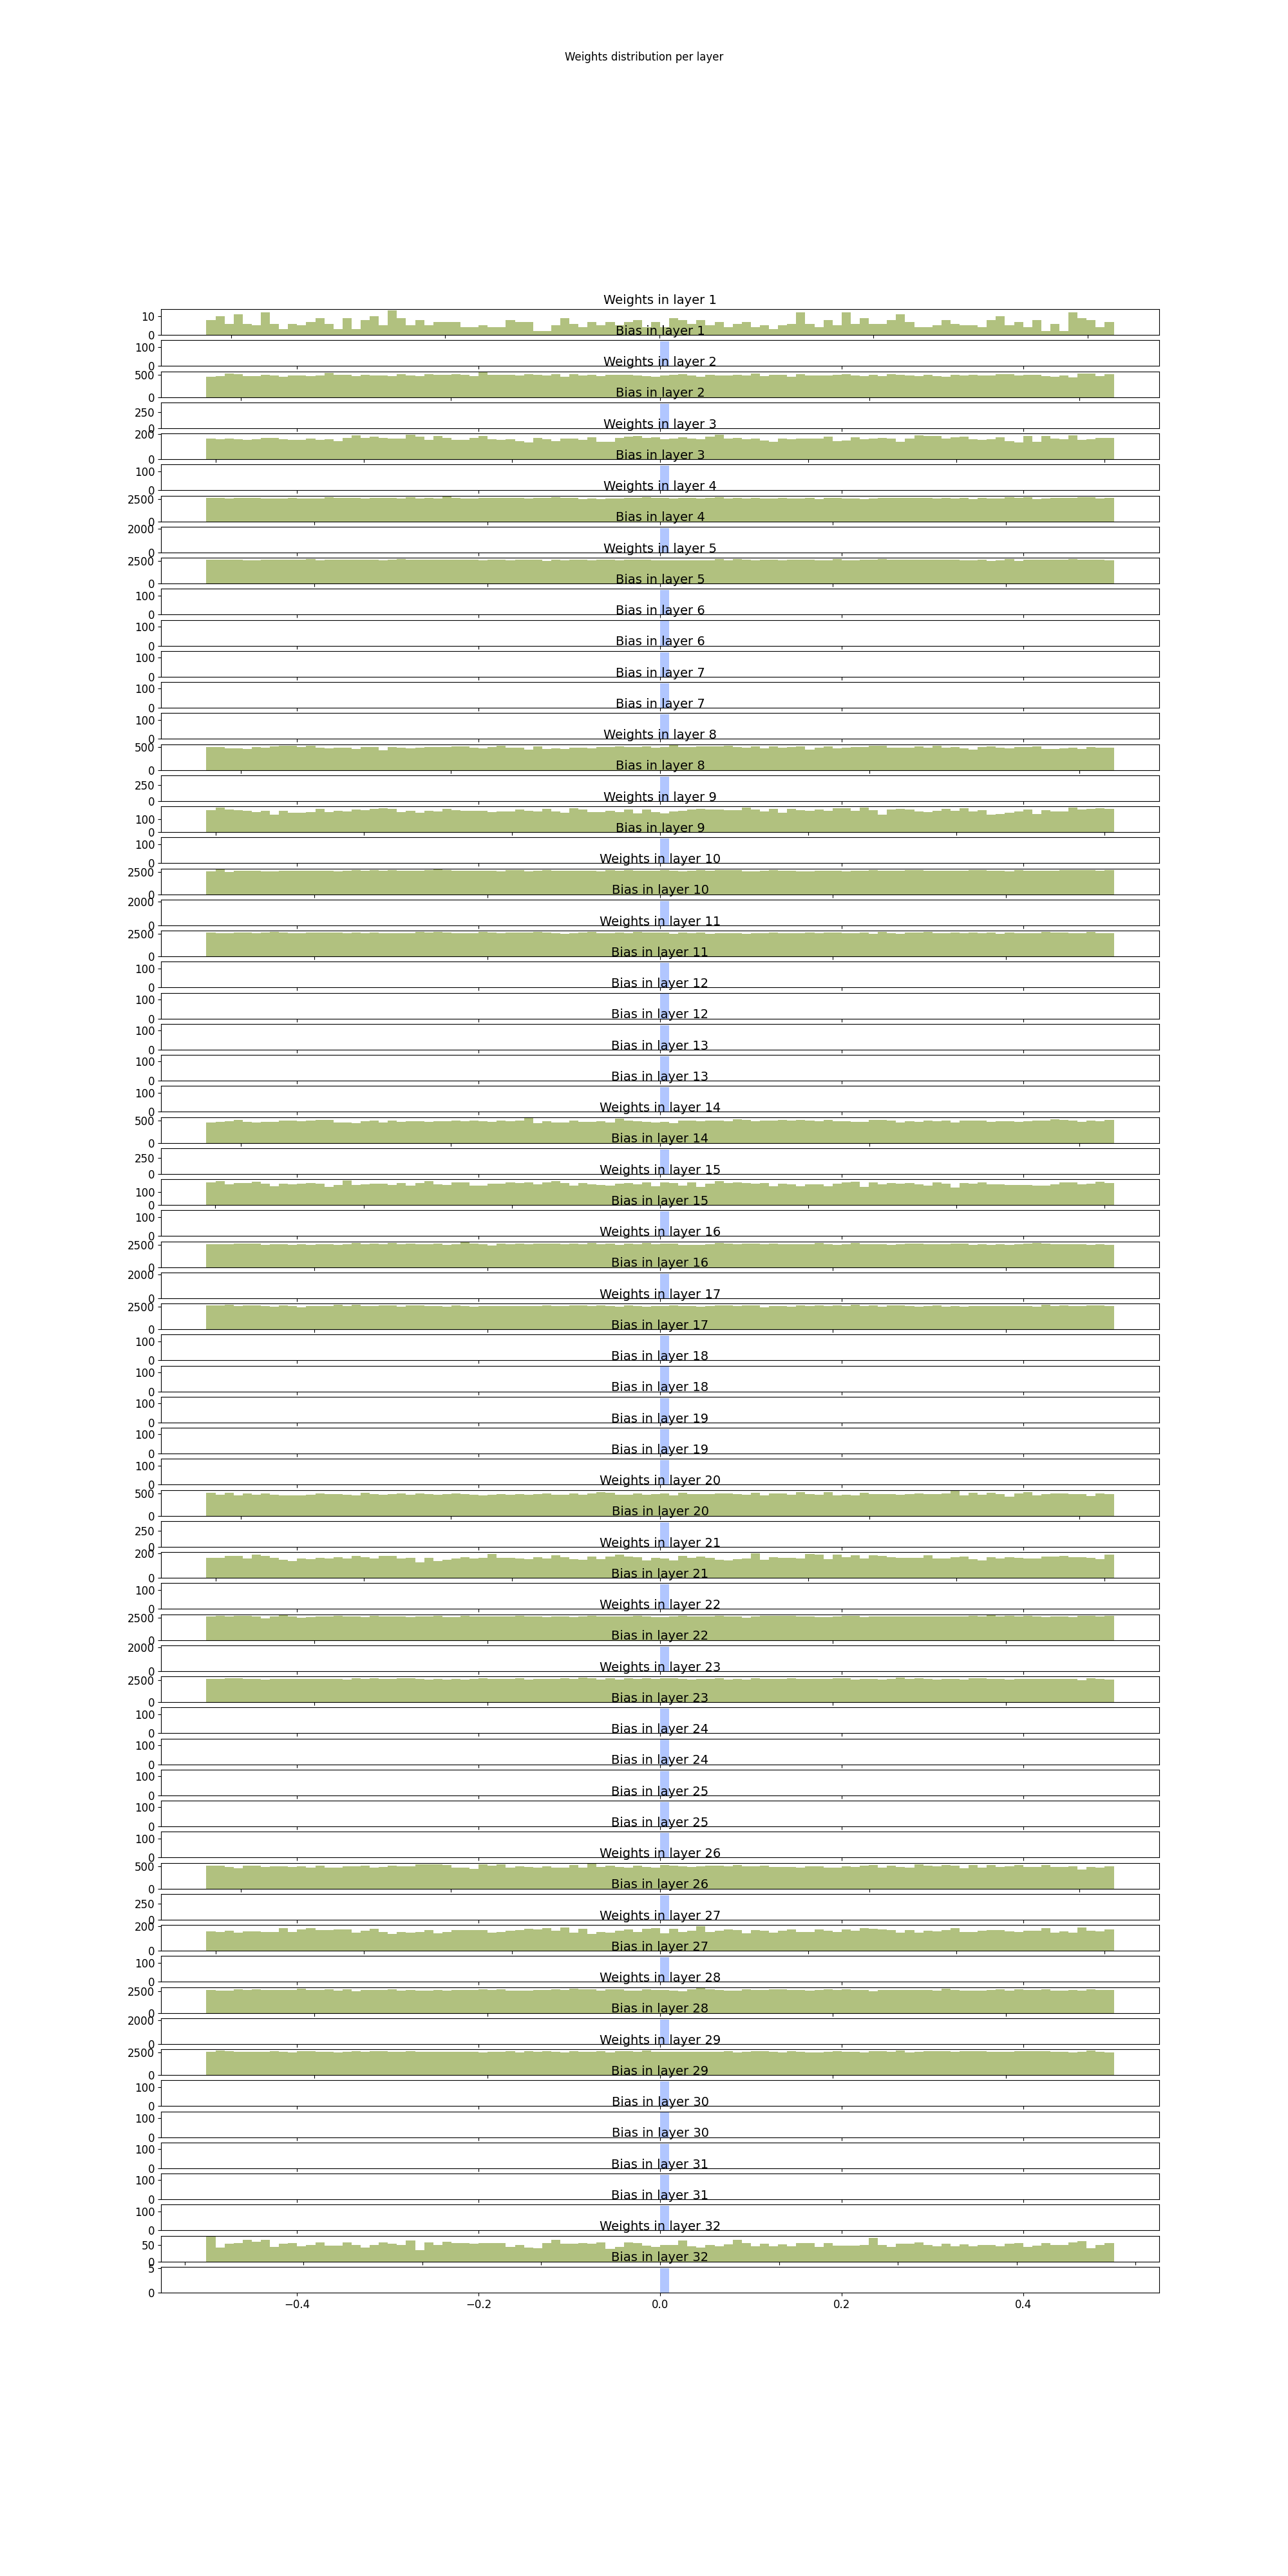 Weights distribution per layer
Weights in layer 1
10
0
Bias in layer 1
100
0
Weights in layer 2
500
0
Bias in layer 2
250
0
Weights in layer 3
200
0
Bias in layer 3
100
0
Weights in layer 4
2500
0
Bias in layer 4
2000
0
Weights in layer 5
2500
0
Bias in layer 5
100
0
Bias in layer 6
100
0
Bias in layer 6
100
0
Bias in layer 7
100
0
Bias in layer 7
100
0
Weights in layer 8
500
0
Bias in layer 8
250
0
Weights in layer 9
100
0
Bias in layer 9
100
0
Weights in layer 10
2500
0
Bias in layer 10
2000
0
Weights in layer 11
2500
0
Bias in layer 11
100
0
Bias in layer 12
100
0
Bias in layer 12
100
0
Bias in layer 13
100
0
Bias in layer 13
100
0
Weights in layer 14
500
0
Bias in layer 14
250
0
Weights in layer 15
100
0
Bias in layer 15
100
0
Weights in layer 16
2500
0
Bias in layer 16
2000
0
Weights in layer 17
2500
0
Bias in layer 17
100
0
Bias in layer 18
100
0
Bias in layer 18
100
0
Bias in layer 19
100
0
Bias in layer 19
100
0
Weights in layer 20
500
0
Bias in layer 20
250
0
Weights in layer 21
200
0
Bias in layer 21
100
0
Weights in layer 22
2500
0
Bias in layer 22
2000
0
Weights in layer 23
2500
0
Bias in layer 23
100
0
Bias in layer 24
100
0
Bias in layer 24
100
0
Bias in layer 25
100
0
Bias in layer 25
100
0
Weights in layer 26
500
0
Bias in layer 26
250
0
Weights in layer 27
200
0
Bias in layer 27
100
0
Weights in layer 28
2500
0
Bias in layer 28
2000
0
Weights in layer 29
2500
0
Bias in layer 29
100
0
Bias in layer 30
100
0
Bias in layer 30
100
0
Bias in layer 31
100
0
Bias in layer 31
100
0
Weights in layer 32
50
0
Bias in layer 32
5
0
−0.4 −0.2 0.0 0.2 0.4